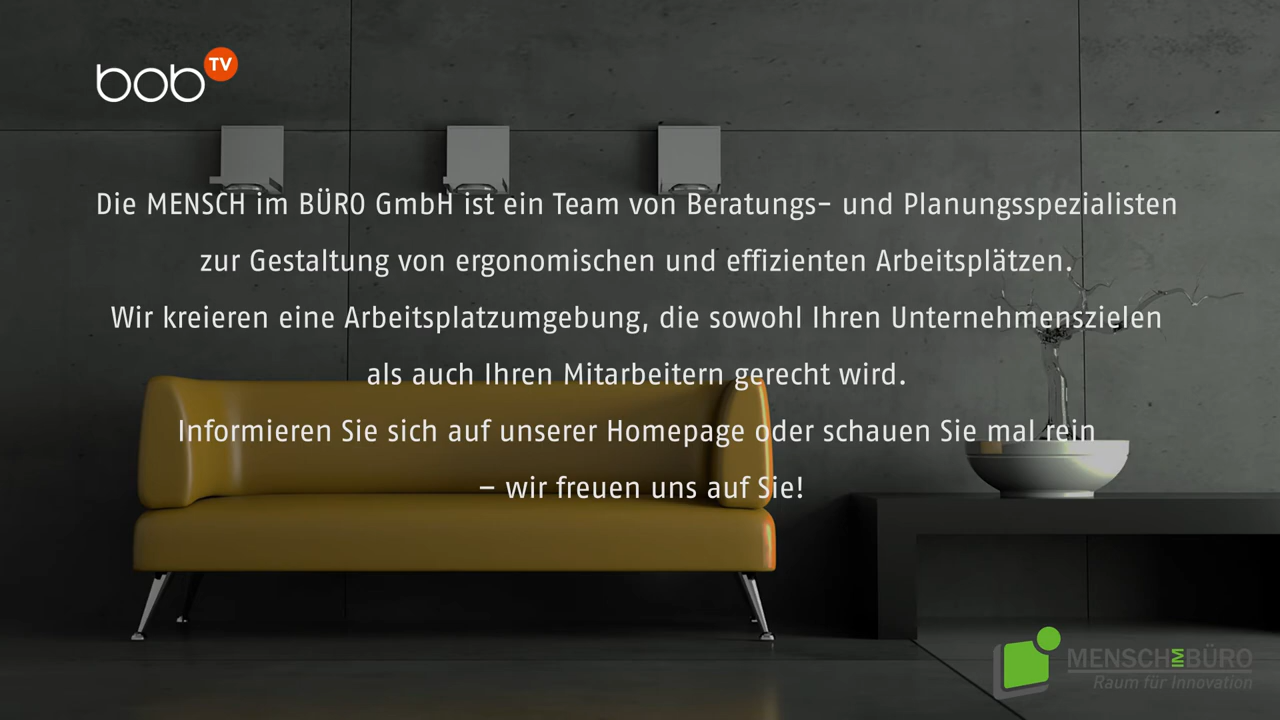 bob TV
Die MENSCH im BÜRO GmbH ist ein Team von Beratungs- und Planungsspezialisten
zur Gestaltung von ergonomischen und effizienten Arbeitsplätzen.
Wir kreieren eine Arbeitsplatzumgebung, die sowohl Ihren Unternehmenszielen
als auch Ihren Mitarbeitern gerecht wird.
Informieren Sie sich auf unserer Homepage oder schauen Sie mal rein
– wir freuen uns auf Sie!
MENSCH IM BÜRO
Raum für Innovation